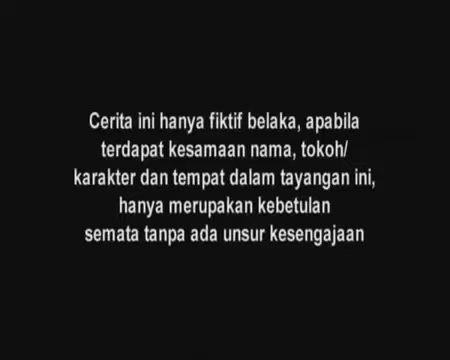 Cerita ini hanya fiktif belaka, apabila
terdapat kesamaan nama, tokoh/
karakter dan tempat dalam tayangan ini,
hanya merupakan kebetulan
semata tanpa ada unsur kesengajaan